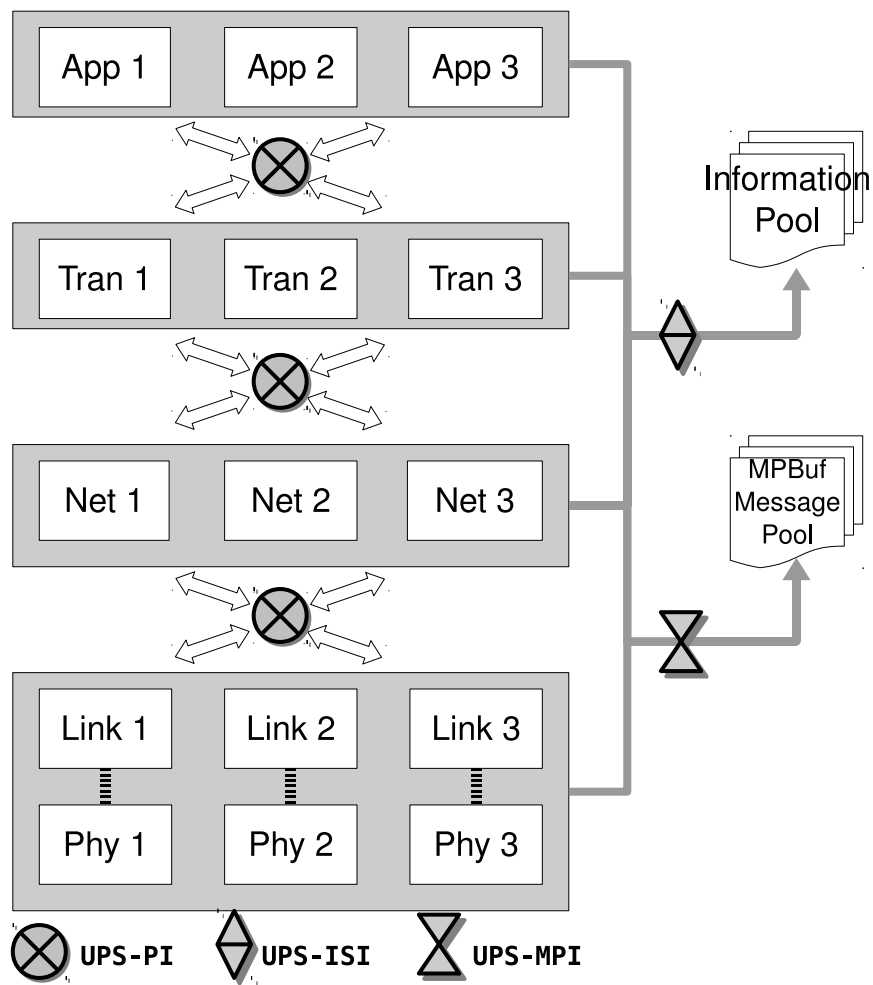 App 1
App 2
App 3
Information
Pool
Tran 1
Tran 2
Tran 3
MPBuf
Message
Pool
Net 1
Net 2
Net 3
Link 1
Link 2
Link 3
Phy 1
Phy 2
Phy 3
UPS-PI
UPS-ISI
UPS-MPI